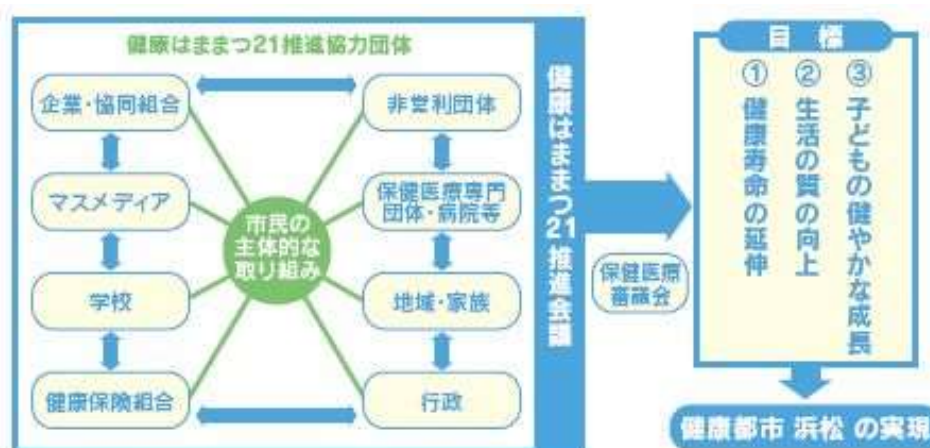 健康はままつ21推進協力団体
企業・協同組合
非営利団体
マスメディア
保健医療専門
団体・病院等
市民の
主体的な
取り組み
学校
地域・家族
健康保険組合
行政
健康はままつ21推進会議
保健医療
審議会
目標
① 健康寿命の延伸
② 生活の質の向上
③ 子どもの健やかな成長
健康都市 浜松 の実現